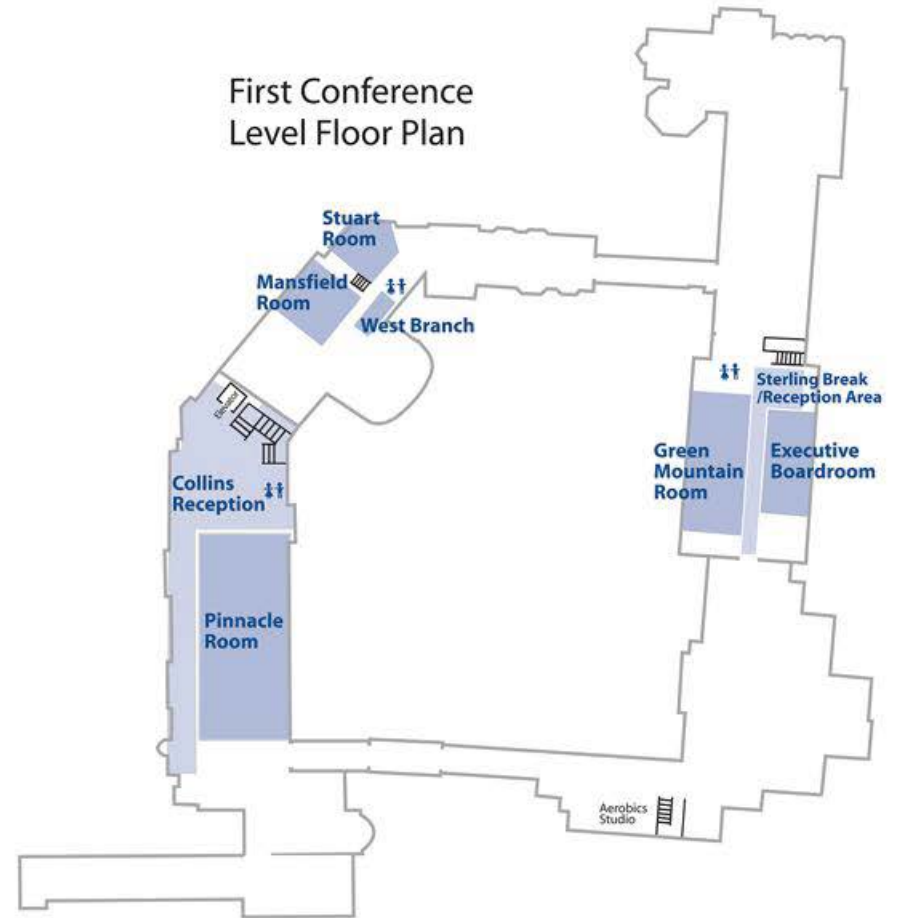 First Conference
Level Floor Plan
Stuart
Room
Mansfield
Room
West Branch
Elevator
Collins
Reception
Pinnacle
Room
Sterling Break
/Reception Area
Green
Mountain
Room
Executive
Boardroom
Aerobics
Studio